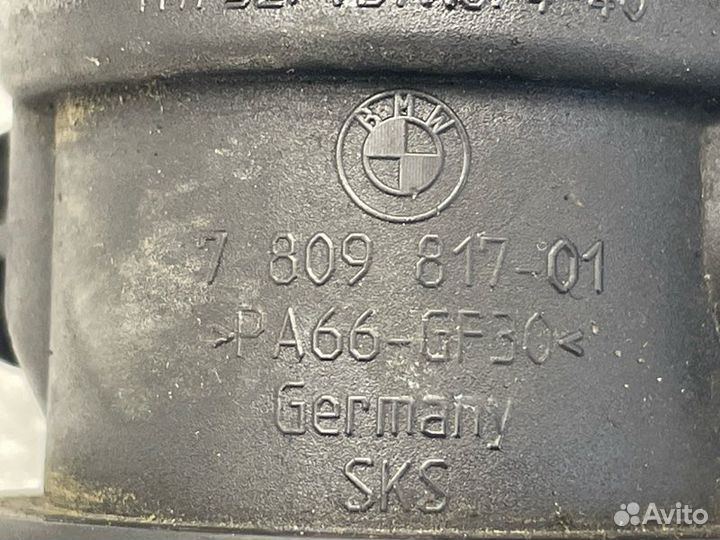 BMW
7 809 817-01
>PA66-GF30<
Germany
SKS
Avito